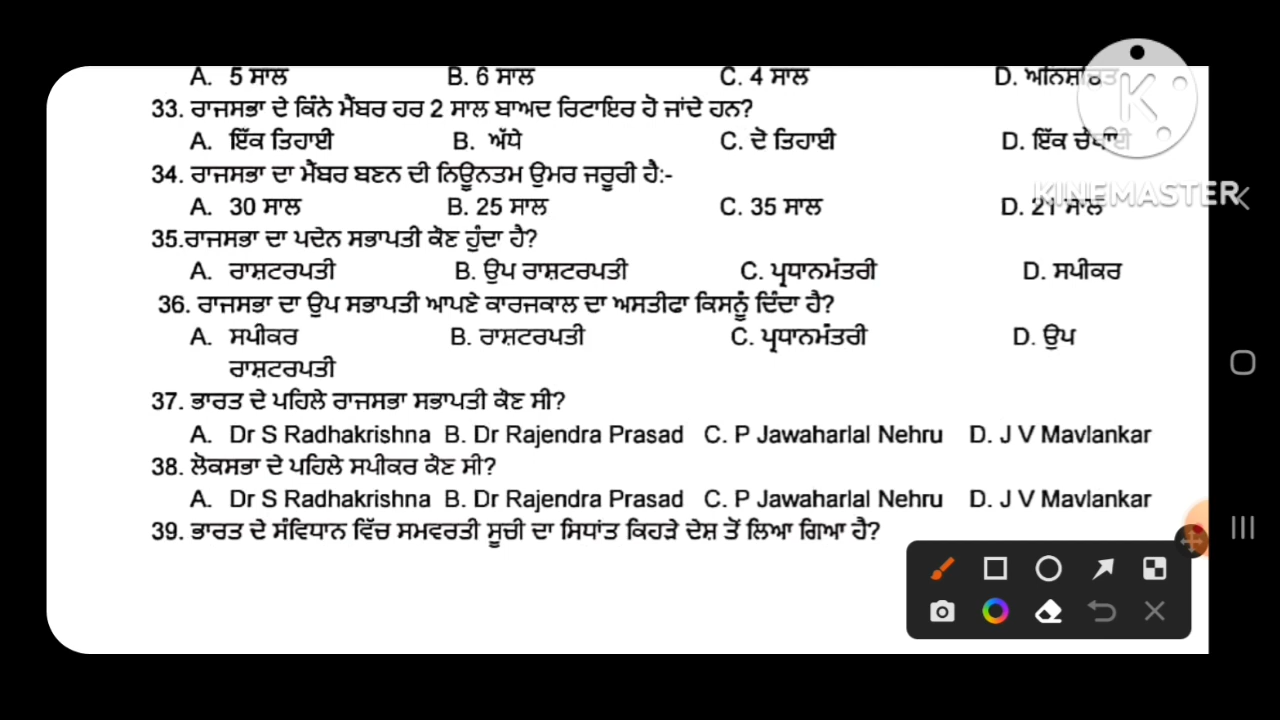 A. 5 ਸਾਲ B. 6 ਸਾਲ C. 4 ਸਾਲ D. ਅਨਿਸ਼ਚਿਤ
33. ਰਾਜਸਭਾ ਦੇ ਕਿੰਨੇ ਮੈਂਬਰ ਹਰ 2 ਸਾਲ ਬਾਅਦ ਰਿਟਾਇਰ ਹੋ ਜਾਂਦੇ ਹਨ?
A. ਇੱਕ ਤਿਹਾਈ B. ਅੱਧੇ C. ਦੋ ਤਿਹਾਈ D. ਇੱਕ ਚੋਥਾਈ
34. ਰਾਜਸਭਾ ਦਾ ਮੈਂਬਰ ਬਣਨ ਦੀ ਨਿਊਨਤਮ ਉਮਰ ਜਰੂਰੀ ਹੈ:-
A. 30 ਸਾਲ B. 25 ਸਾਲ C. 35 ਸਾਲ D. 21 ਸਾਲ
KINEMASTER
35.ਰਾਜਸਭਾ ਦਾ ਪਦੇਨ ਸਭਾਪਤੀ ਕੋਣ ਹੁੰਦਾ ਹੈ?
A. ਰਾਸ਼ਟਰਪਤੀ B. ਉਪ ਰਾਸ਼ਟਰਪਤੀ C. ਪ੍ਰਧਾਨਮੰਤਰੀ D. ਸਪੀਕਰ
36. ਰਾਜਸਭਾ ਦਾ ਉਪ ਸਭਾਪਤੀ ਆਪਣੇ ਕਾਰਜਕਾਲ ਦਾ ਅਸਤੀਫਾ ਕਿਸਨੂੰ ਦਿੰਦਾ ਹੈ?
A. ਸਪੀਕਰ B. ਰਾਸ਼ਟਰਪਤੀ C. ਪ੍ਰਧਾਨਮੰਤਰੀ D. ਉਪ
ਰਾਸ਼ਟਰਪਤੀ
37. ਭਾਰਤ ਦੇ ਪਹਿਲੇ ਰਾਜਸਭਾ ਸਭਾਪਤੀ ਕੋਣ ਸੀ?
A. Dr S Radhakrishna B. Dr Rajendra Prasad C. P Jawaharlal Nehru D. J V Mavlankar
38. ਲੋਕਸਭਾ ਦੇ ਪਹਿਲੇ ਸਪੀਕਰ ਕੋਣ ਸੀ?
A. Dr S Radhakrishna B. Dr Rajendra Prasad C. P Jawaharlal Nehru D. J V Mavlankar
39. ਭਾਰਤ ਦੇ ਸੰਵਿਧਾਨ ਵਿੱਚ ਸਮਵਰਤੀ ਸੂਚੀ ਦਾ ਸਿਧਾਂਤ ਕਿਹੜੇ ਦੇਸ਼ ਤੋਂ ਲਿਆ ਗਿਆ ਹੈ?